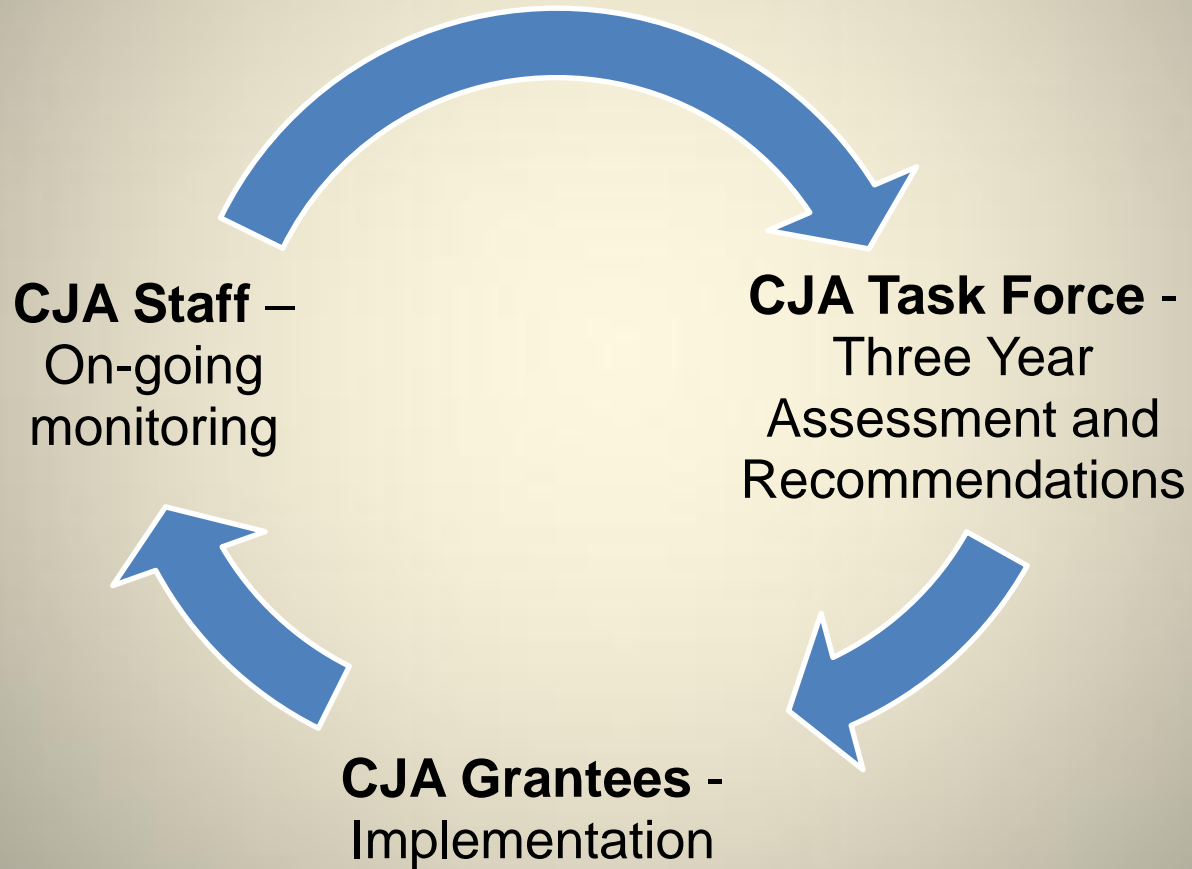 CJA Staff –
On-going
monitoring
CJA Task Force -
Three Year
Assessment and
Recommendations
CJA Grantees -
Implementation